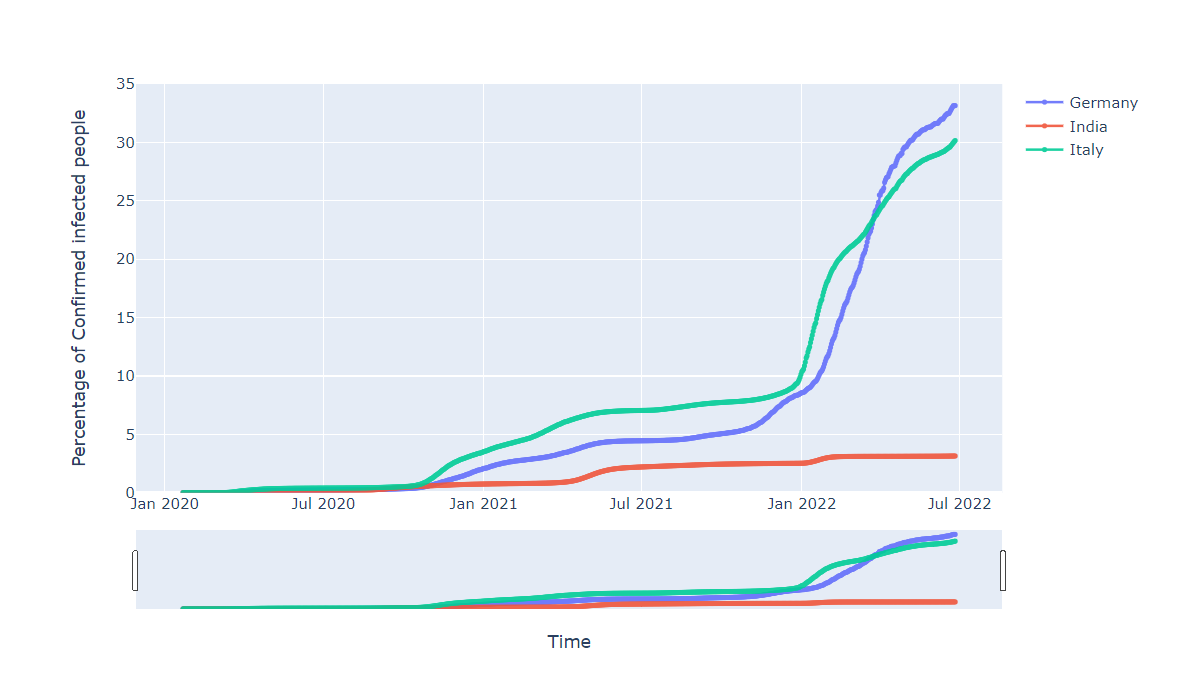 Percentage of Confirmed infected people
35
30
25
20
15
10
5
0
Jan 2020
Jul 2020
Jan 2021
Jul 2021
Jan 2022
Jul 2022
Time
Germany
India
Italy